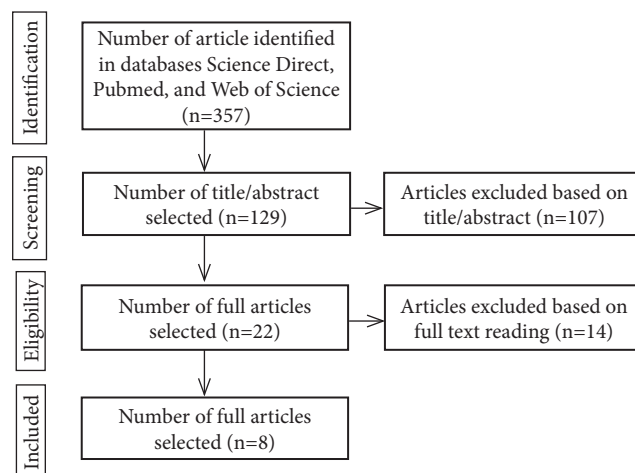 Identification
Number of article identified
in databases Science Direct,
Pubmed, and Web of Science
(n=357)
Screening
Number of title/abstract
selected (n=129)
Articles excluded based on
title/abstract (n=107)
Eligibility
Number of full articles
selected (n=22)
Articles excluded based on
full text reading (n=14)
Included
Number of full articles
selected (n=8)